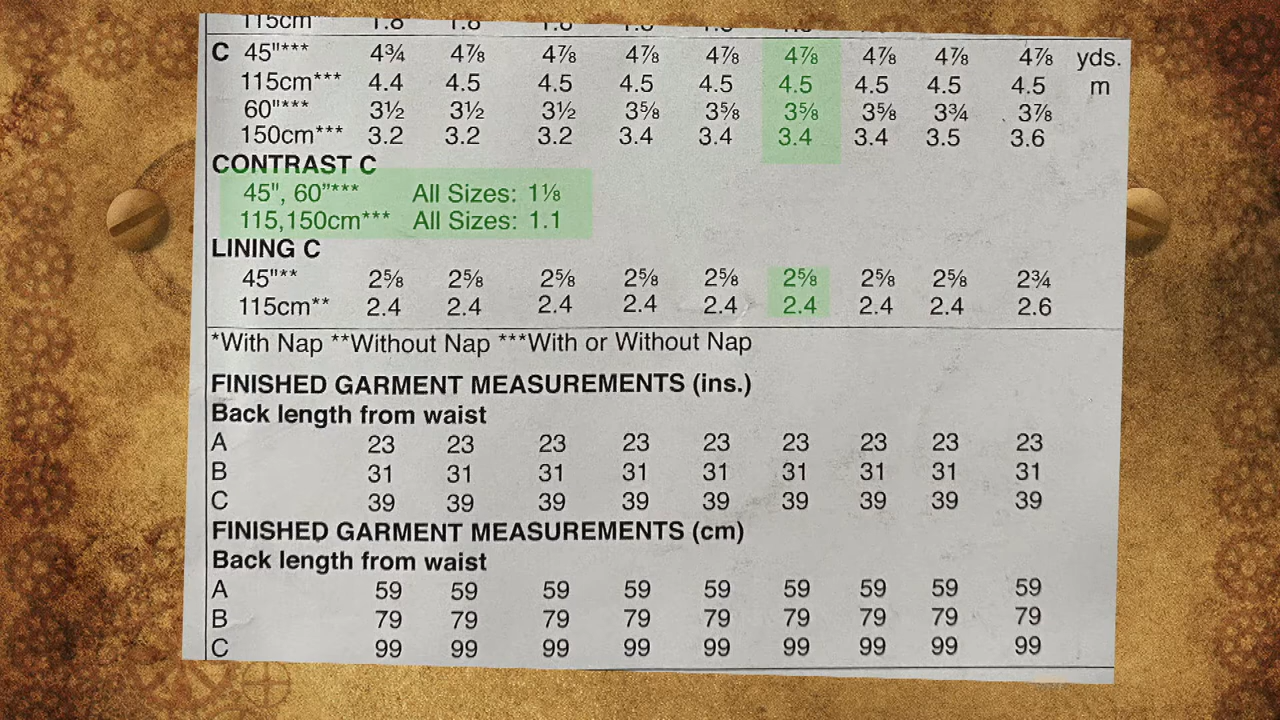 115cm 1.8 1.8 1.8 1.8
C 45"*** 4¾ 4⅞ 4⅞ 4⅞ 4⅞ 4⅞ 4⅞ 4⅞ 4⅞ yds.
115cm*** 4.4 4.5 4.5 4.5 4.5 4.5 4.5 4.5 4.5 m
60"*** 3½ 3½ 3½ 3⅝ 3⅝ 3⅝ 3⅝ 3¾ 3⅞
150cm*** 3.2 3.2 3.2 3.4 3.4 3.4 3.4 3.5 3.6
CONTRAST C
45", 60"*** All Sizes: 1⅛
115,150cm*** All Sizes: 1.1
LINING C
45"** 2⅝ 2⅝ 2⅝ 2⅝ 2⅝ 2⅝ 2⅝ 2⅝ 2¾
115cm** 2.4 2.4 2.4 2.4 2.4 2.4 2.4 2.4 2.6
*With Nap **Without Nap ***With or Without Nap
FINISHED GARMENT MEASUREMENTS (ins.)
Back length from waist
A 23 23 23 23 23 23 23 23 23
B 31 31 31 31 31 31 31 31 31
C 39 39 39 39 39 39 39 39 39
FINISHED GARMENT MEASUREMENTS (cm)
Back length from waist
A 59 59 59 59 59 59 59 59 59
B 79 79 79 79 79 79 79 79 79
C 99 99 99 99 99 99 99 99 99